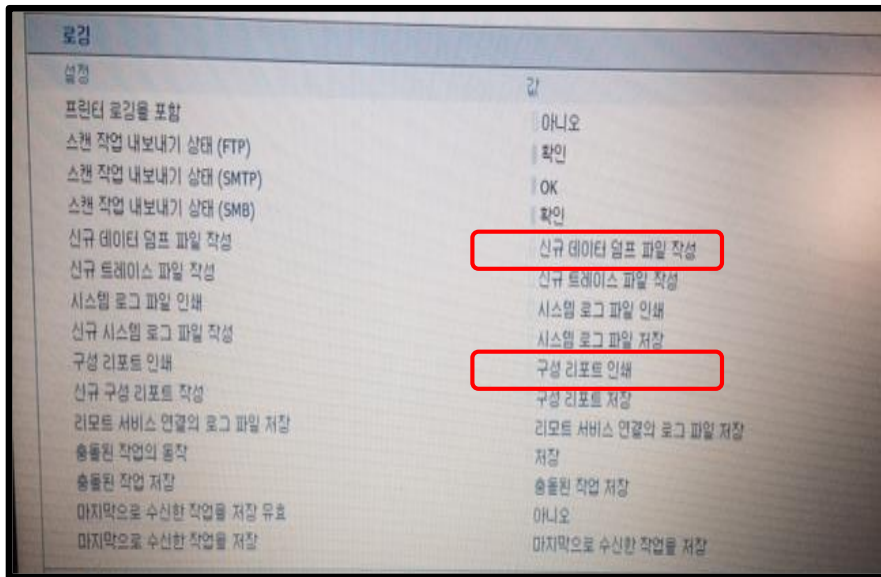 로깅
설정 값
프린터 로깅을 포함 아니오
스캔 작업 내보내기 상태 (FTP) 확인
스캔 작업 내보내기 상태 (SMTP) OK
스캔 작업 내보내기 상태 (SMB) 확인
신규 데이터 덤프 파일 작성 신규 데이터 덤프 파일 작성
신규 트레이스 파일 작성 신규 트레이스 파일 작성
시스템 로그 파일 인쇄 시스템 로그 파일 인쇄
신규 시스템 로그 파일 작성 시스템 로그 파일 저장
구성 리포트 인쇄 구성 리포트 인쇄
신규 구성 리포트 작성 구성 리포트 저장
리모트 서비스 연결의 로그 파일 저장 리모트 서비스 연결의 로그 파일 저장
충돌된 작업의 동작 저장
충돌된 작업 저장 충돌된 작업 저장
마지막으로 수신한 작업을 저장 유효 아니오
마지막으로 수신한 작업을 저장 마지막으로 수신한 작업을 저장